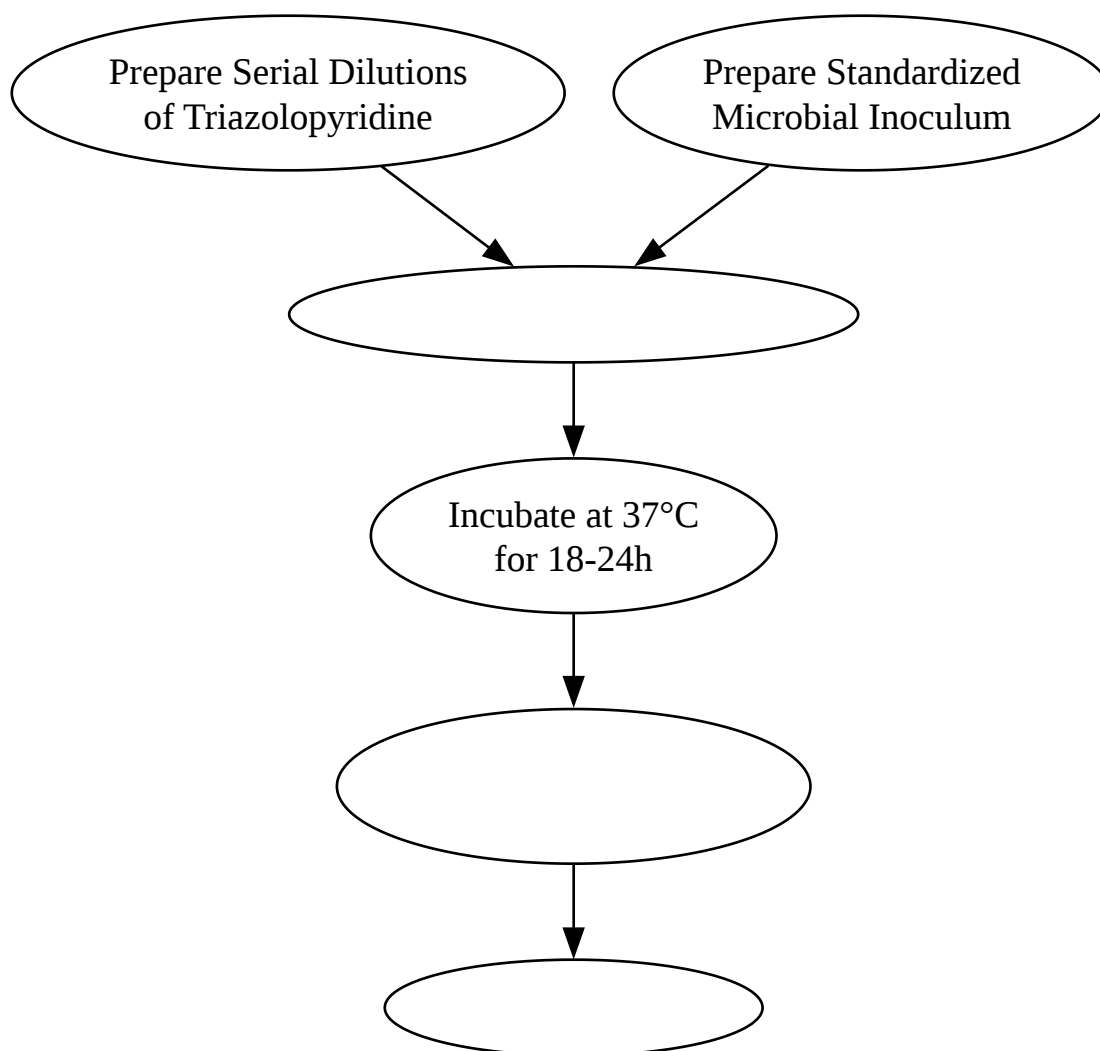 Prepare Serial Dilutions
of Triazolopyridine
Prepare Standardized
Microbial Inoculum
Incubate at 37°C
for 18-24h